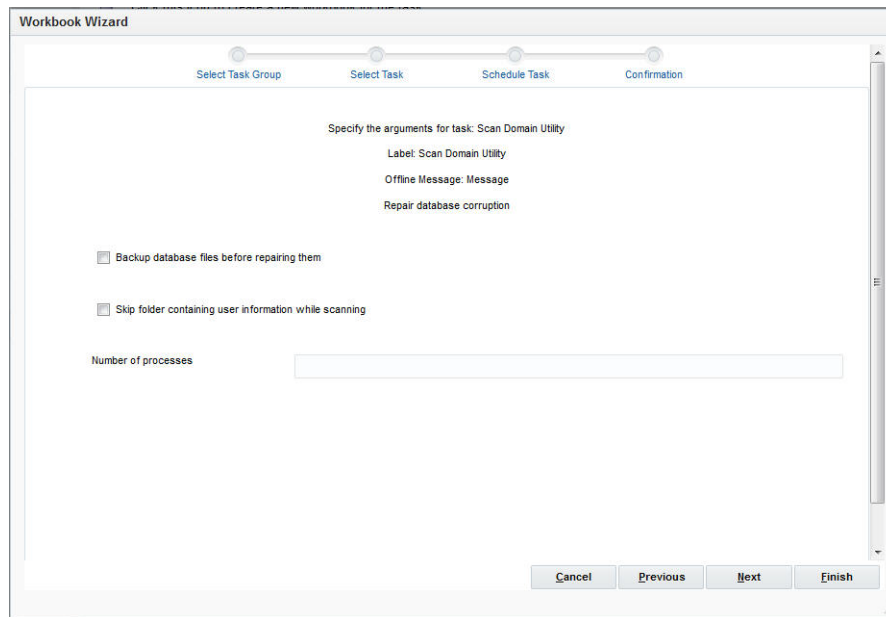 Workbook Wizard
Select Task Group
Select Task
Schedule Task
Confirmation
Specify the arguments for task: Scan Domain Utility
Label: Scan Domain Utility
Offline Message: Message
Repair database corruption
Backup database files before repairing them
Skip folder containing user information while scanning
Number of processes
Cancel
Previous
Next
Finish